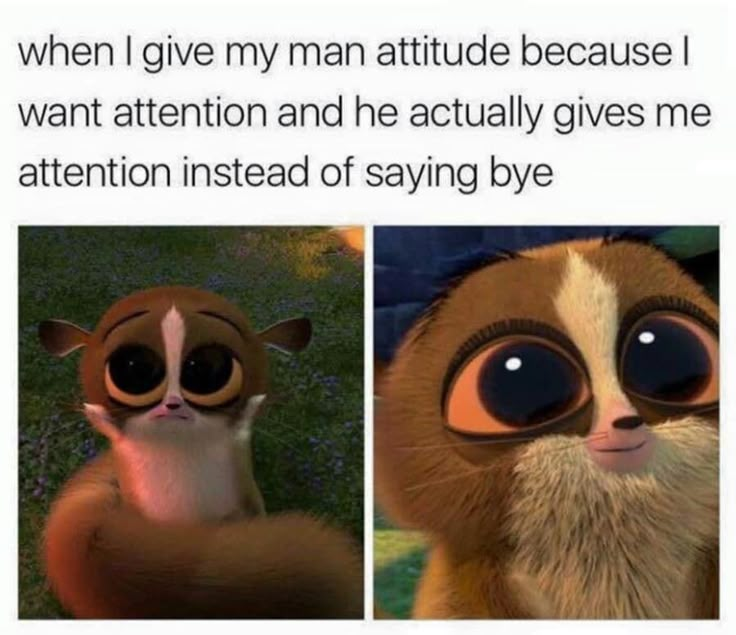 when I give my man attitude because I
want attention and he actually gives me
attention instead of saying bye